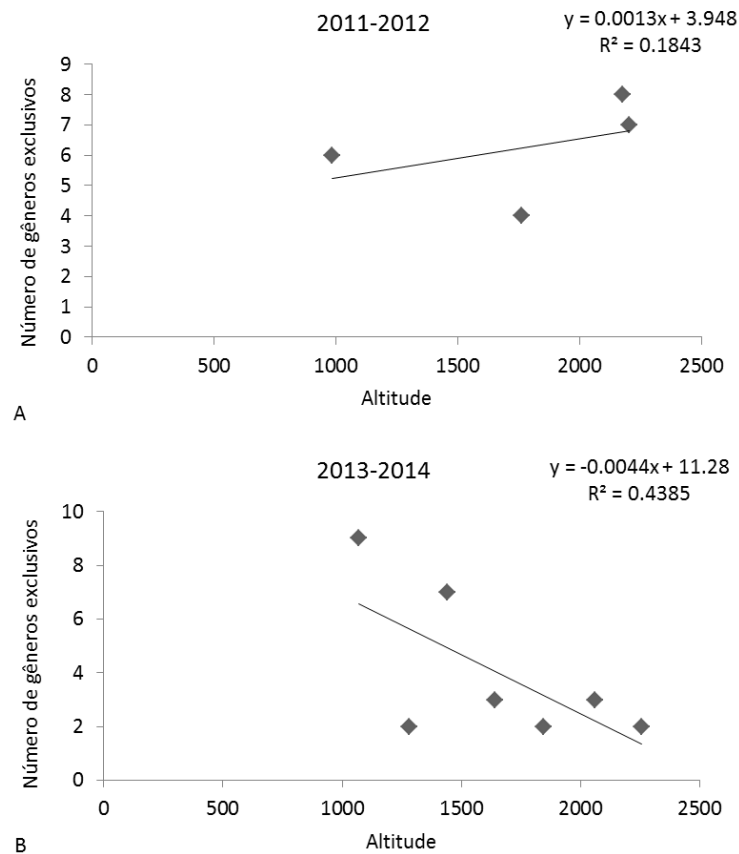 2011-2012
y = 0.0013x + 3.948
R² = 0.1843
Número de gêneros exclusivos
9
8
7
6
5
4
3
2
1
0
0 500 1000 1500 2000 2500
Altitude
A
2013-2014
y = -0.0044x + 11.28
R² = 0.4385
Número de gêneros exclusivos
10
8
6
4
2
0
0 500 1000 1500 2000 2500
Altitude
B